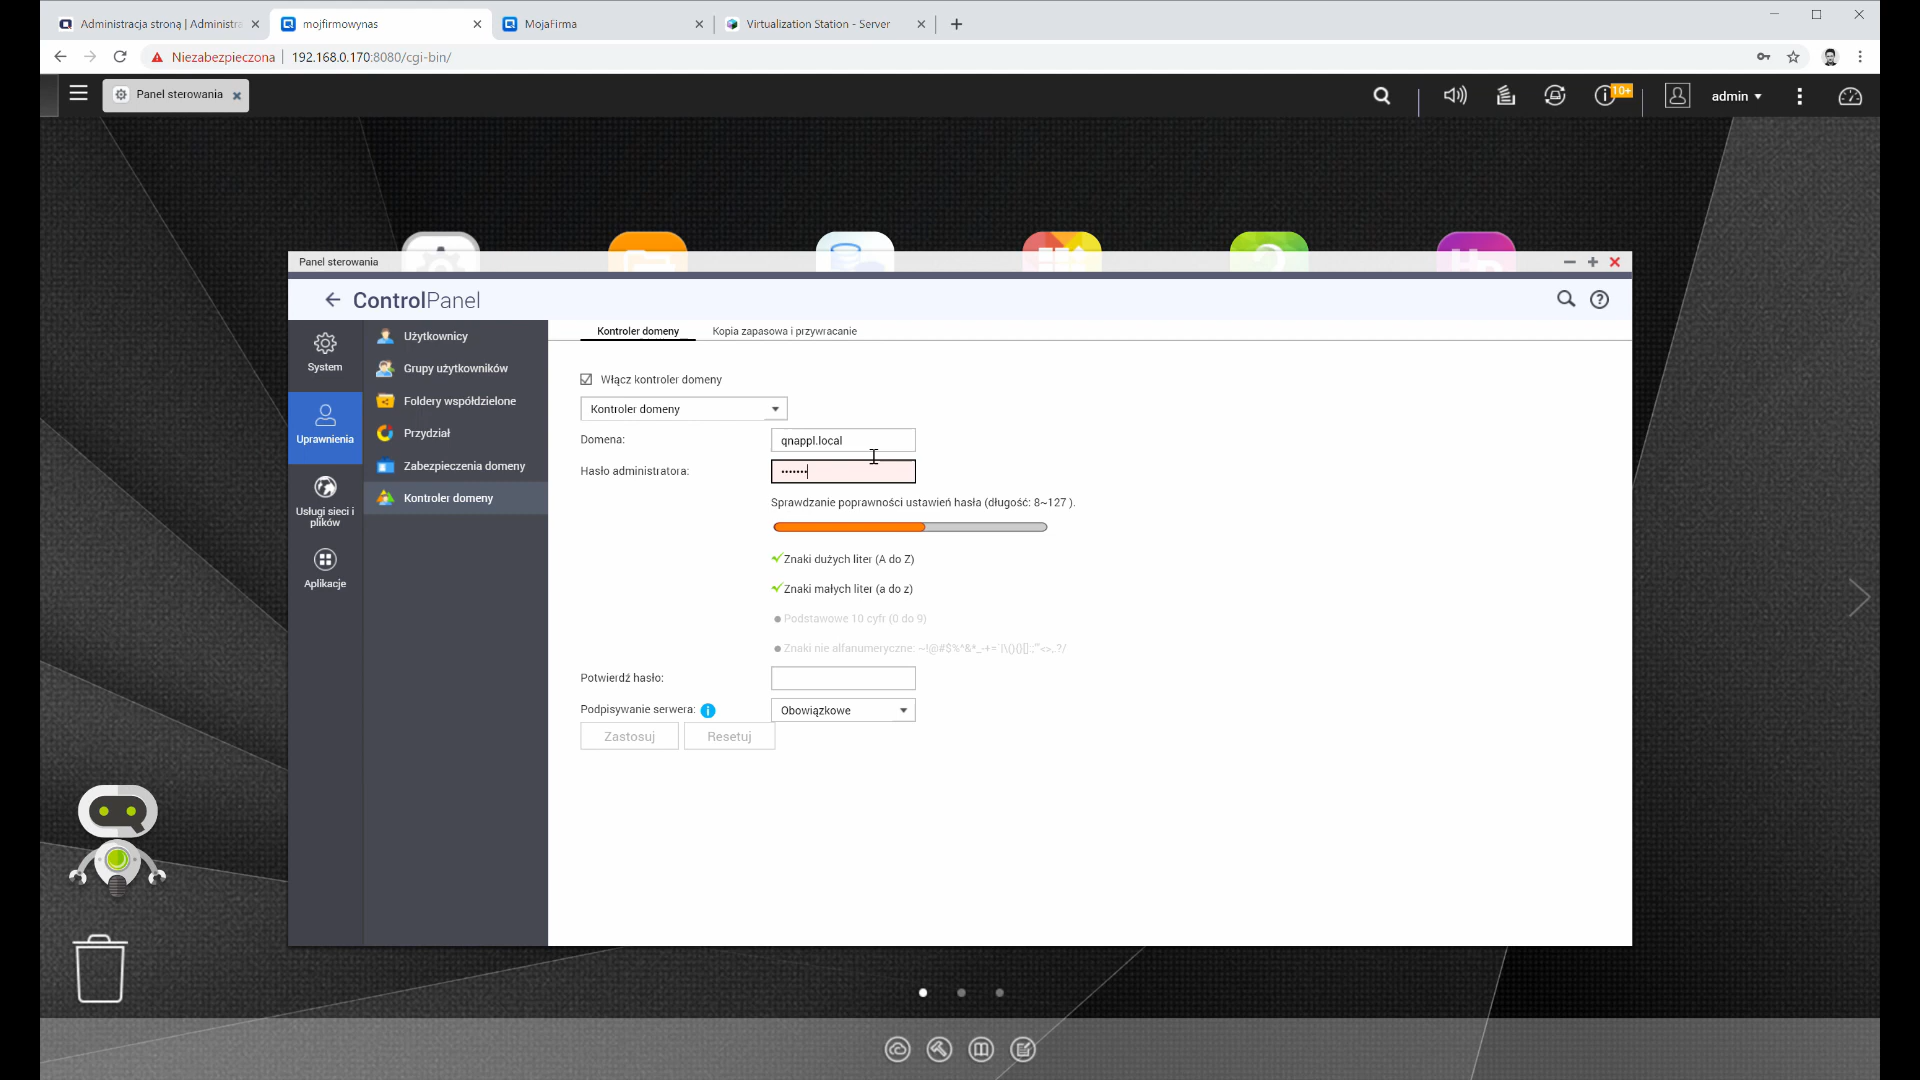 Administracja stroną | Administra
mojfirmowynas
MojaFirma
Virtualization Station - Server
Niezabezpieczona
192.168.0.170:8080/cgi-bin/
Panel sterowania
10+
admin
Panel sterowania
ControlPanel
System
Uprawnienia
Usługi sieci i
plików
Aplikacje
Użytkownicy
Grupy użytkowników
Foldery współdzielone
Przydział
Zabezpieczenia domeny
Kontroler domeny
Kontroler domeny
Kopia zapasowa i przywracanie
Włącz kontroler domeny
Kontroler domeny
Domena:
qnappl.local
Hasło administratora:
•••••••
Sprawdzanie poprawności ustawień hasła (długość: 8~127 ).
Znaki dużych liter (A do Z)
Znaki małych liter (a do z)
Podstawowe 10 cyfr (0 do 9)
Znaki nie alfanumeryczne:
Potwierdź hasło:
Podpisywanie serwera:
Obowiązkowe
Zastosuj
Resetuj